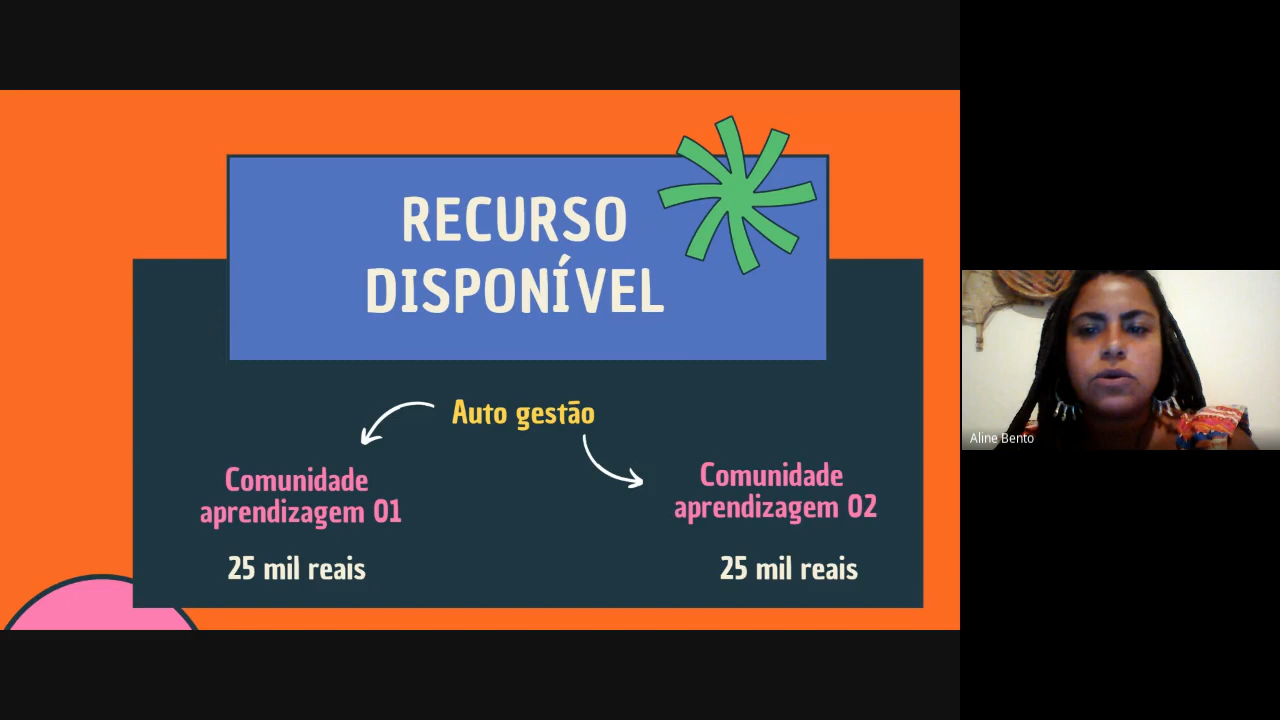 RECURSO
DISPONÍVEL
Auto gestão
Comunidade
aprendizagem 01
25 mil reais
Comunidade
aprendizagem 02
25 mil reais
Aline Bento